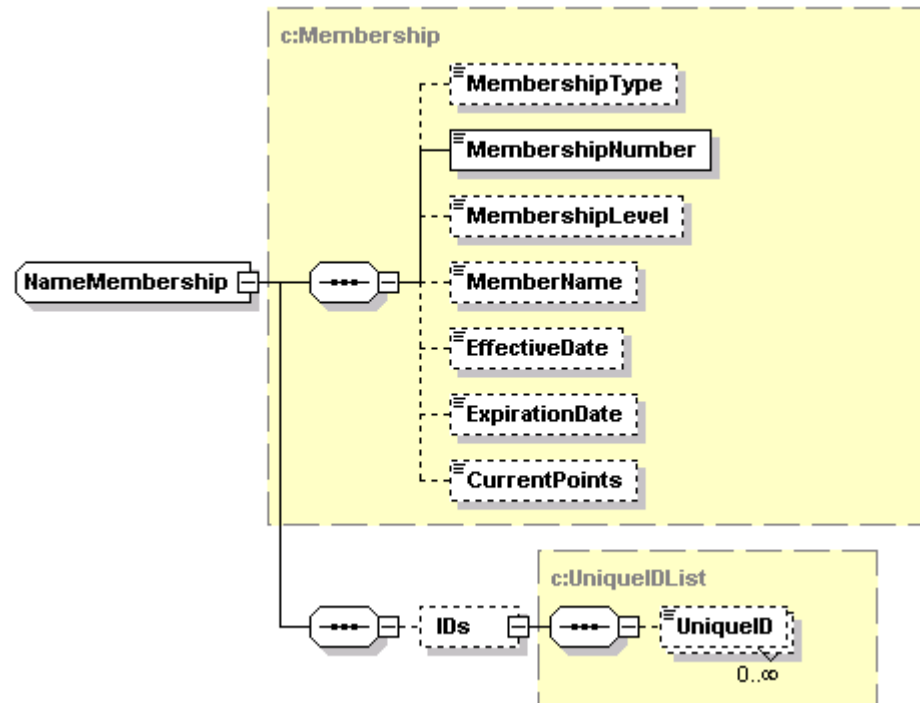 c:Membership
MembershipType
MembershipNumber
MembershipLevel
NameMembership
MemberName
EffectiveDate
ExpirationDate
CurrentPoints
c:UniqueIDList
IDs
UniqueID
0..∞